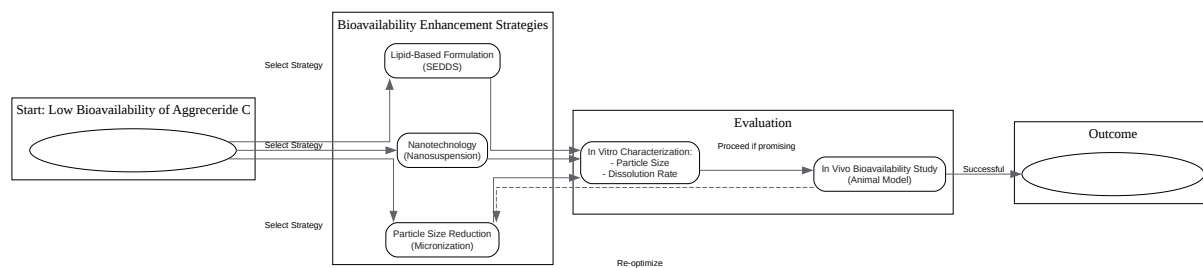 Start: Low Bioavailability of Aggreceride C
Select Strategy
Select Strategy
Select Strategy
Bioavailability Enhancement Strategies
Lipid-Based Formulation
(SEDDS)
Nanotechnology
(Nanosuspension)
Particle Size Reduction
(Micronization)
Evaluation
In Vitro Characterization:
- Particle Size
- Dissolution Rate
Proceed if promising
In Vivo Bioavailability Study
(Animal Model)
Re-optimize
Successful
Outcome